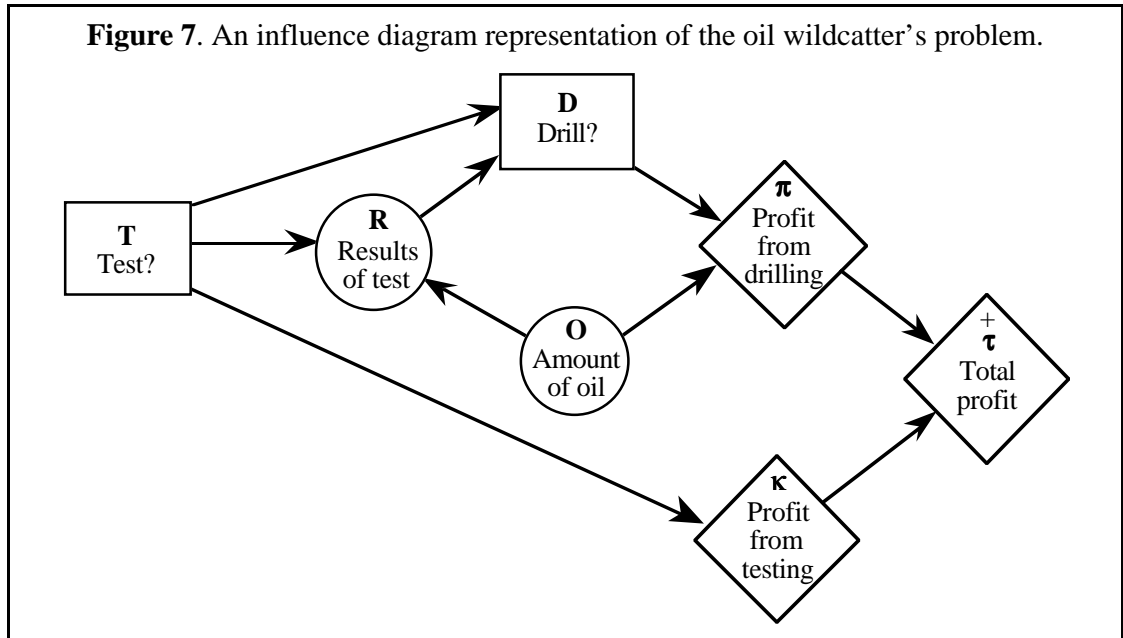 Figure 7. An influence diagram representation of the oil wildcatter’s problem.
D
Drill?
T
Test?
R
Results
of test
O
Amount
of oil
π
Profit
from
drilling
+
τ
Total
profit
κ
Profit
from
testing